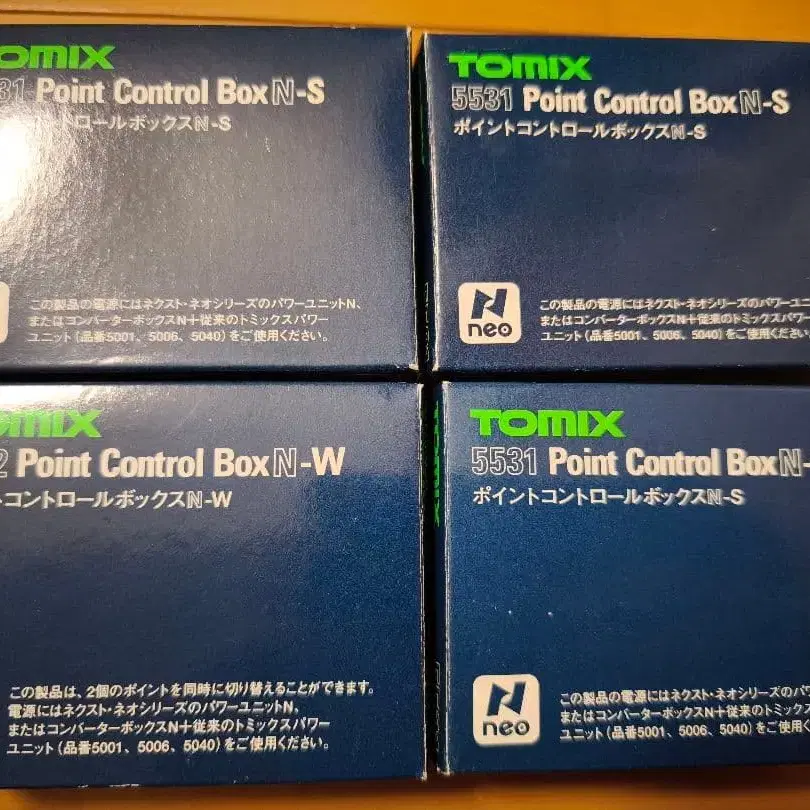 TOMIX
31 Point Control Box N-S
トロールボックスN-S
この製品の電源にはネクスト・ネオシリーズのパワーユニットN、
またはコンバーターボックスN+従来のトミックスパワー
ユニット(品番5001、5006、5040)をご使用ください。
TOMIX
5531 Point Control Box N-S
ポイントコントロールボックスN-S
N
neo
この製品の電源にはネクスト・ネオシリーズのパワーユニ
またはコンバーターボックスN+従来のトミックスパワー
ユニット(品番5001、5006、5040)をご使用ください。
TOMIX
2 Point Control Box N-W
トコントロールボックスN-W
この製品は、2個のポイントを同時に切り替えることができます。
電源にはネクスト・ネオシリーズのパワーユニットN、
またはコンバーターボックスN+従来のトミックスパワー
ユニット(品番5001、5006、5040)をご使用ください。
TOMIX
5531 Point Control Box N-
ポイントコントロールボックスN-S
N
neo
この製品の電源にはネクスト・ネオシリーズのパワ
またはコンバーターボックスN+従来のトミックス
ユニット(品番5001、5006、5040)をご使用くだ